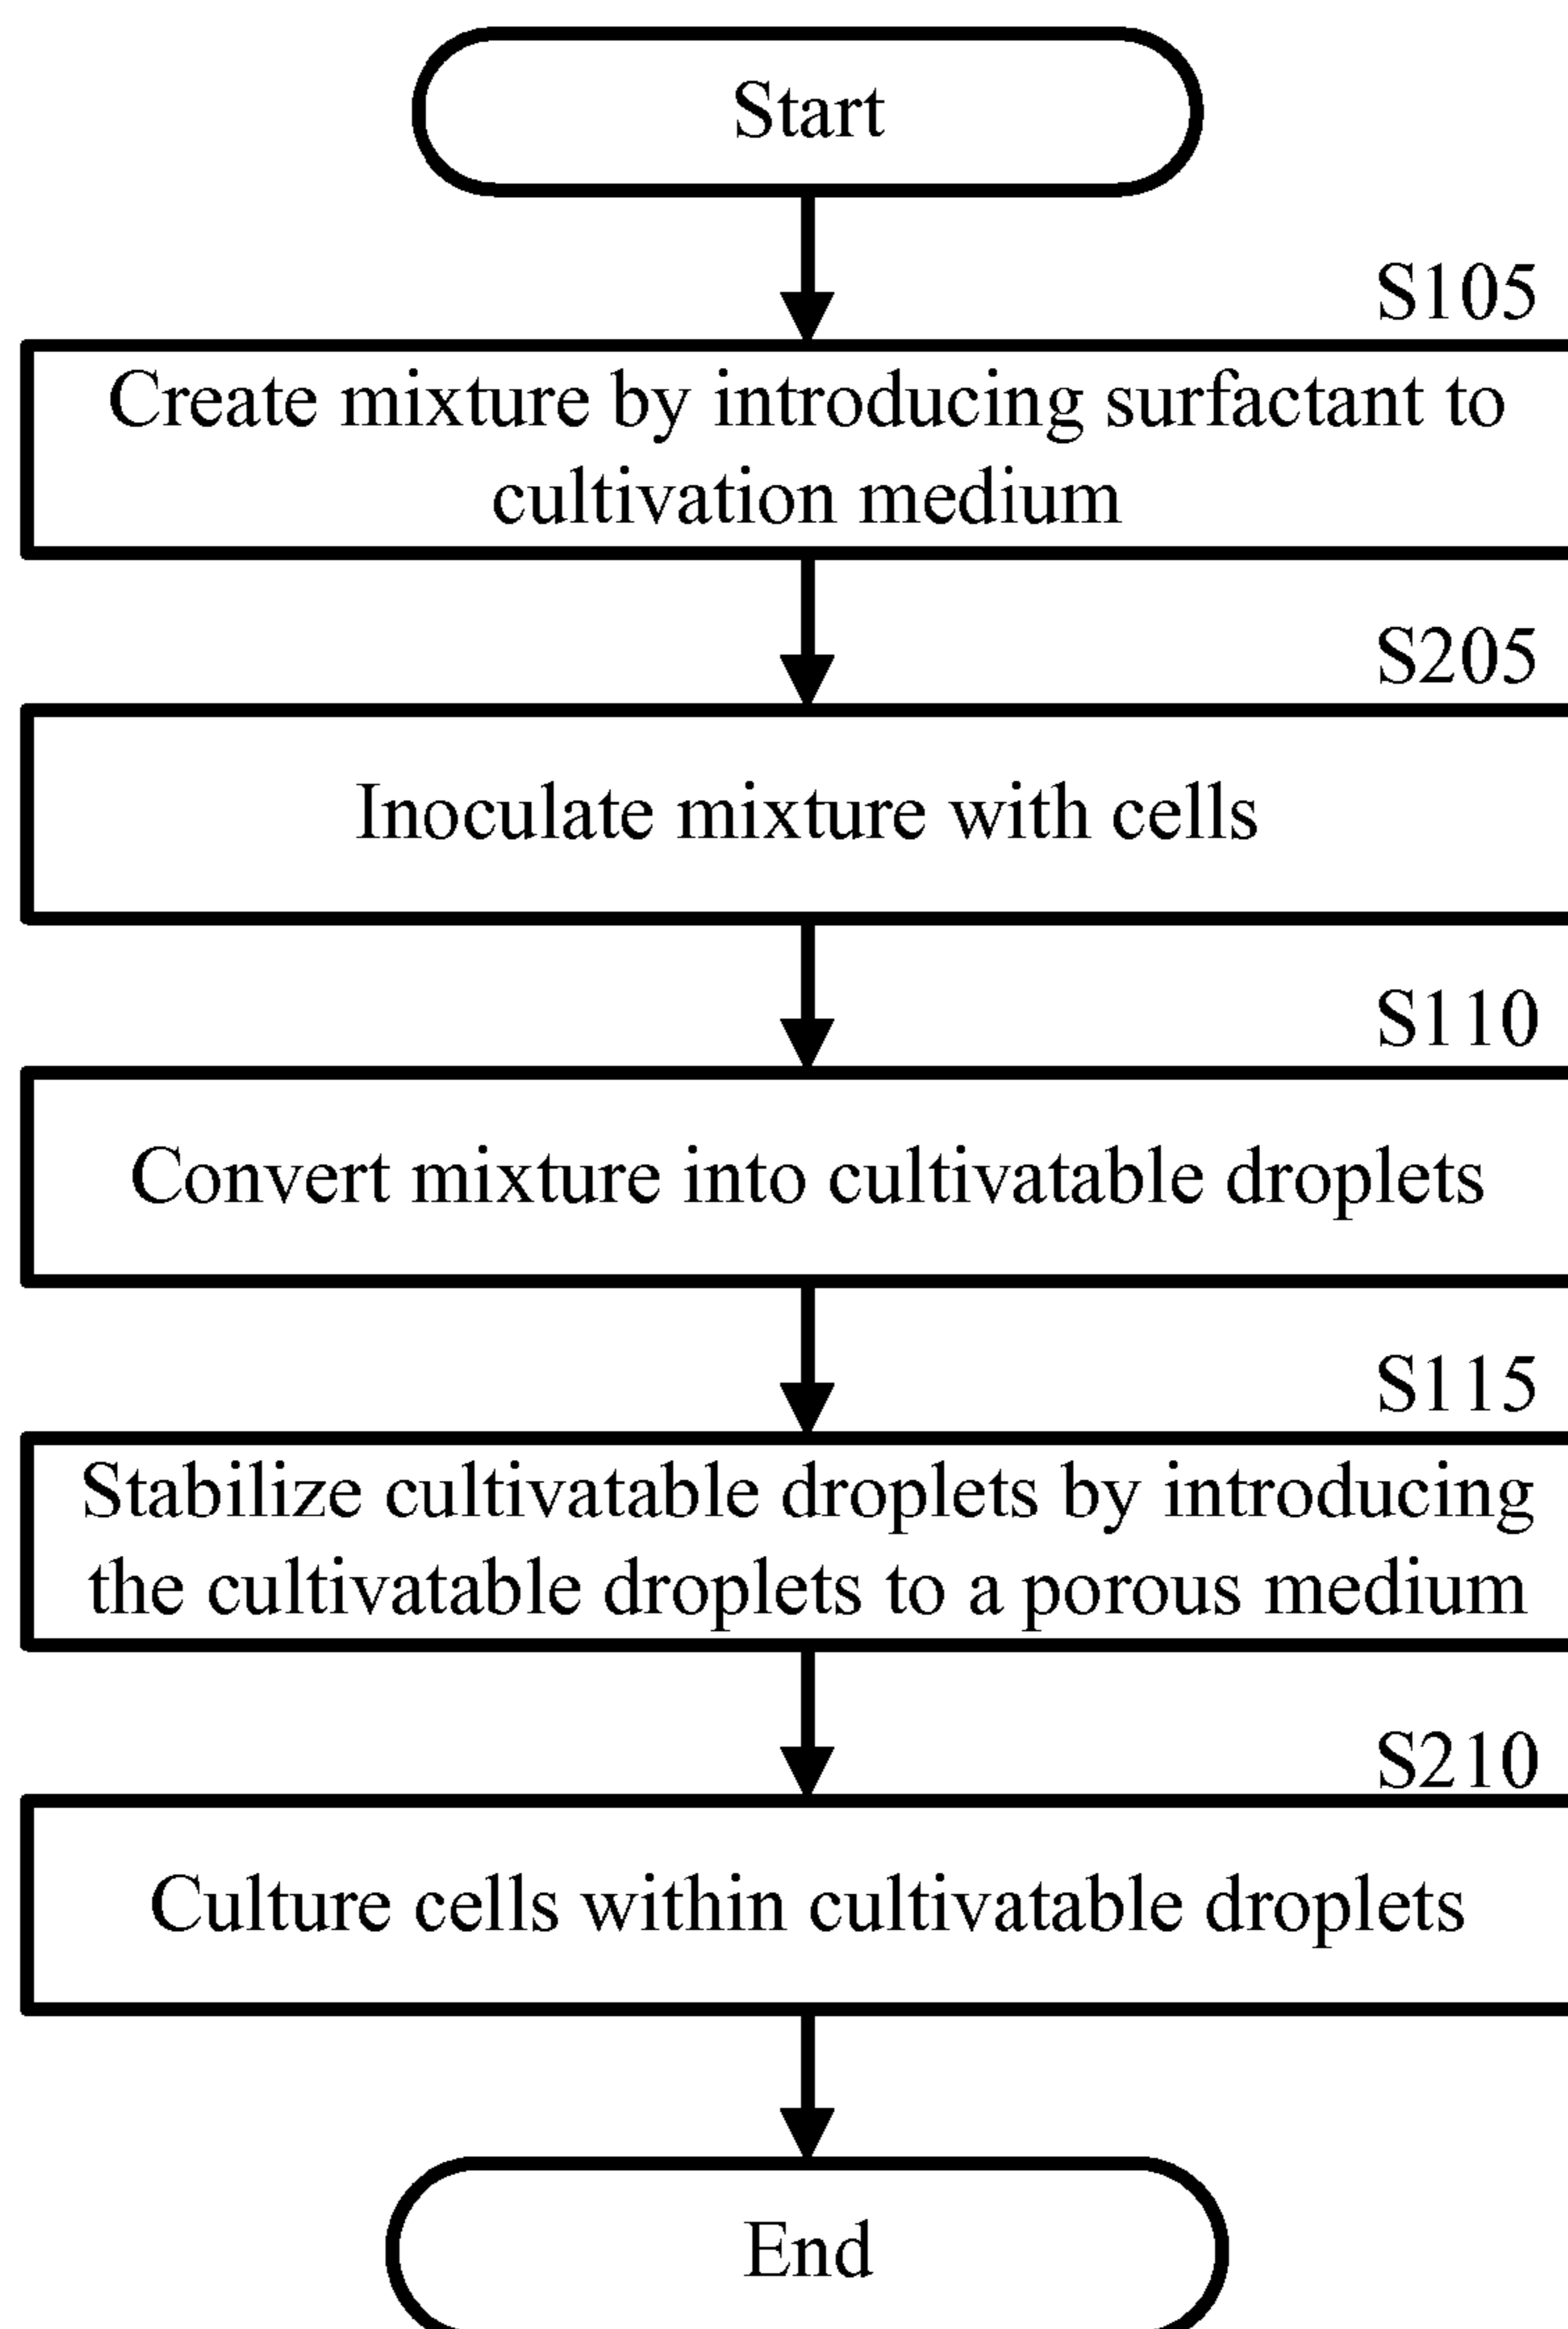 Start
S105
Create mixture by introducing surfactant to
cultivation medium
S205
Inoculate mixture with cells
S110
Convert mixture into cultivatable droplets
S115
Stabilize cultivatable droplets by introducing
the cultivatable droplets to a porous medium
S210
Culture cells within cultivatable droplets
End